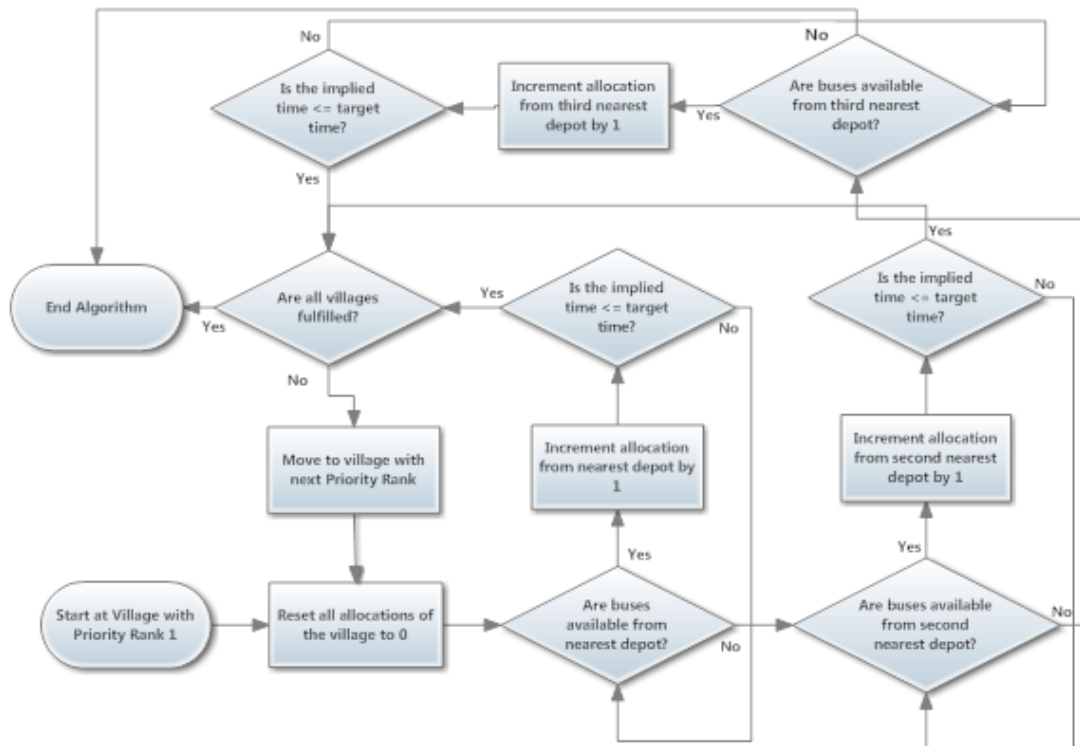 No
No
Is the implied
time <= target
time?
Increment allocation
from third nearest
depot by 1
Yes
Are buses available
from third nearest
depot?
Yes
Yes
End Algorithm
Yes
Are all villages
fulfilled?
Yes
Is the implied
time <= target
time?
No
Is the implied
time <= target
time?
No
No
Move to village with
next Priority Rank
Increment allocation
from nearest depot by
1
Increment allocation
from second nearest
depot by 1
Yes
Yes
Start at Village with
Priority Rank 1
Reset all allocations of
the village to 0
Are buses
available from
nearest depot?
No
Are buses available
from second
nearest depot?
No